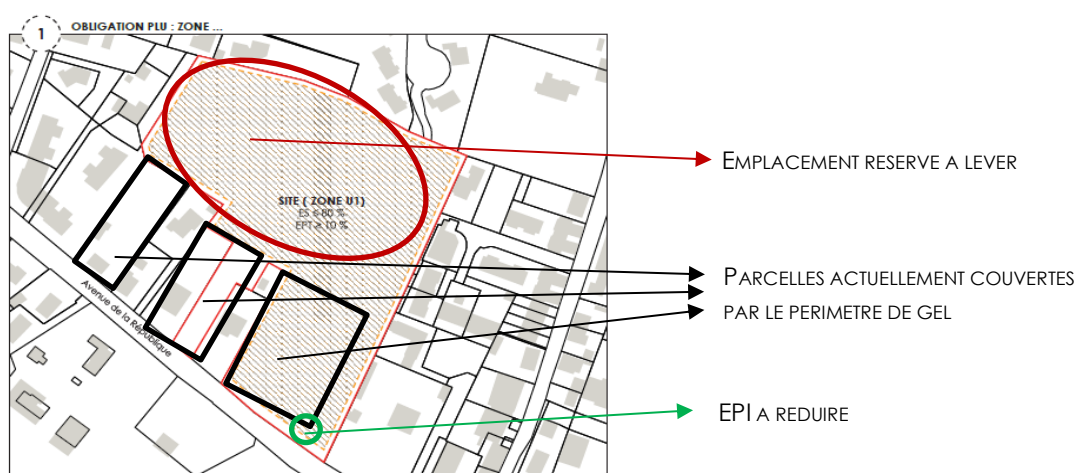 1
OBLIGATION PLU : ZONE ...
EMPLACEMENT RESERVE A LEVER
SITE ( ZONE U1)
ES ≤ 80 %
EPT ≥ 10 %
PARCELLES ACTUELLEMENT COUVERTES
PAR LE PERIMETRE DE GEL
Avenue de la République
EPI A REDUIRE